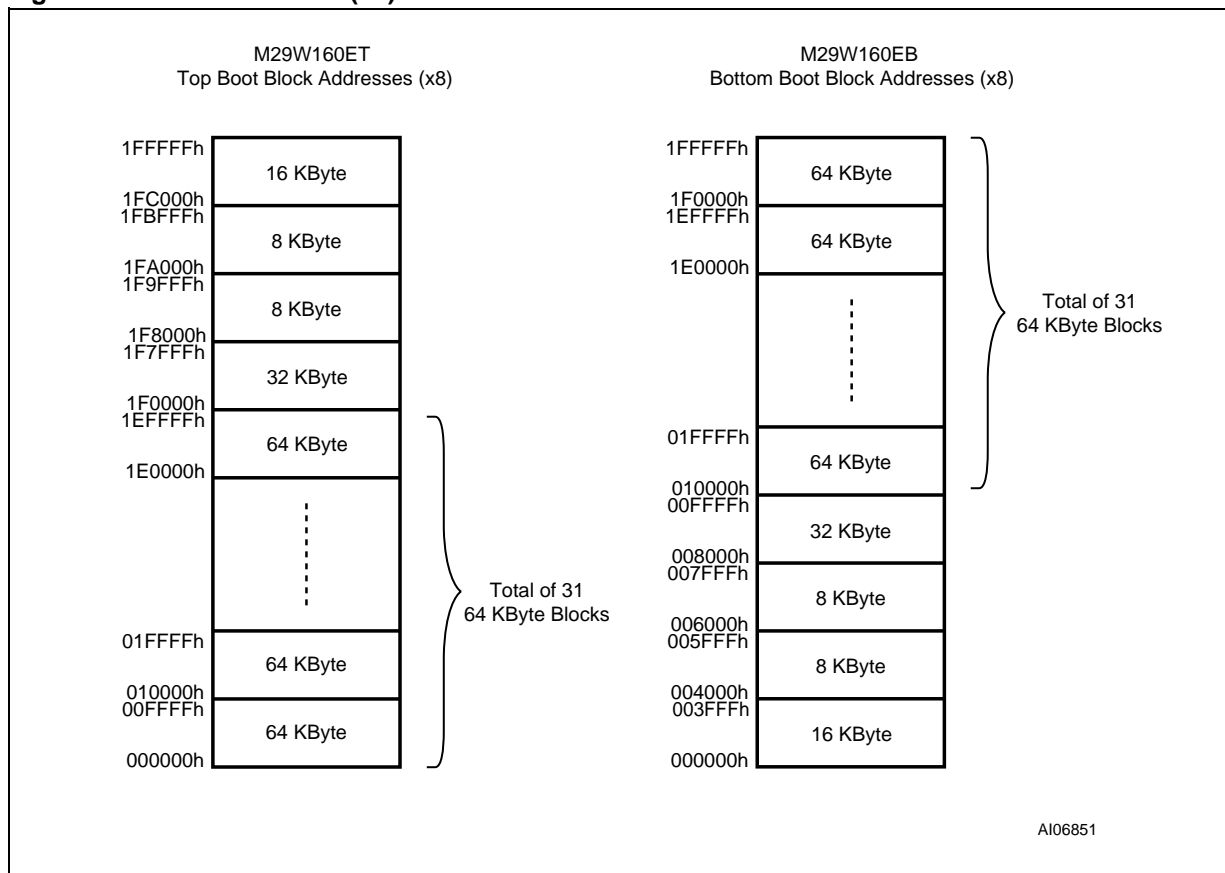 M29W160ET
Top Boot Block Addresses (x8)
1FFFFFh
16 KByte
1FC000h
1FBFFFh
8 KByte
1FA000h
1F9FFFh
8 KByte
1F8000h
1F7FFFh
32 KByte
1F0000h
1EFFFFh
64 KByte
1E0000h
Total of 31
64 KByte Blocks
01FFFFh
64 KByte
010000h
00FFFFh
64 KByte
000000h
M29W160EB
Bottom Boot Block Addresses (x8)
1FFFFFh
64 KByte
1F0000h
1EFFFFh
64 KByte
1E0000h
Total of 31
64 KByte Blocks
01FFFFh
64 KByte
010000h
00FFFFh
32 KByte
008000h
007FFFh
8 KByte
006000h
005FFFh
8 KByte
004000h
003FFFh
16 KByte
000000h
AI06851